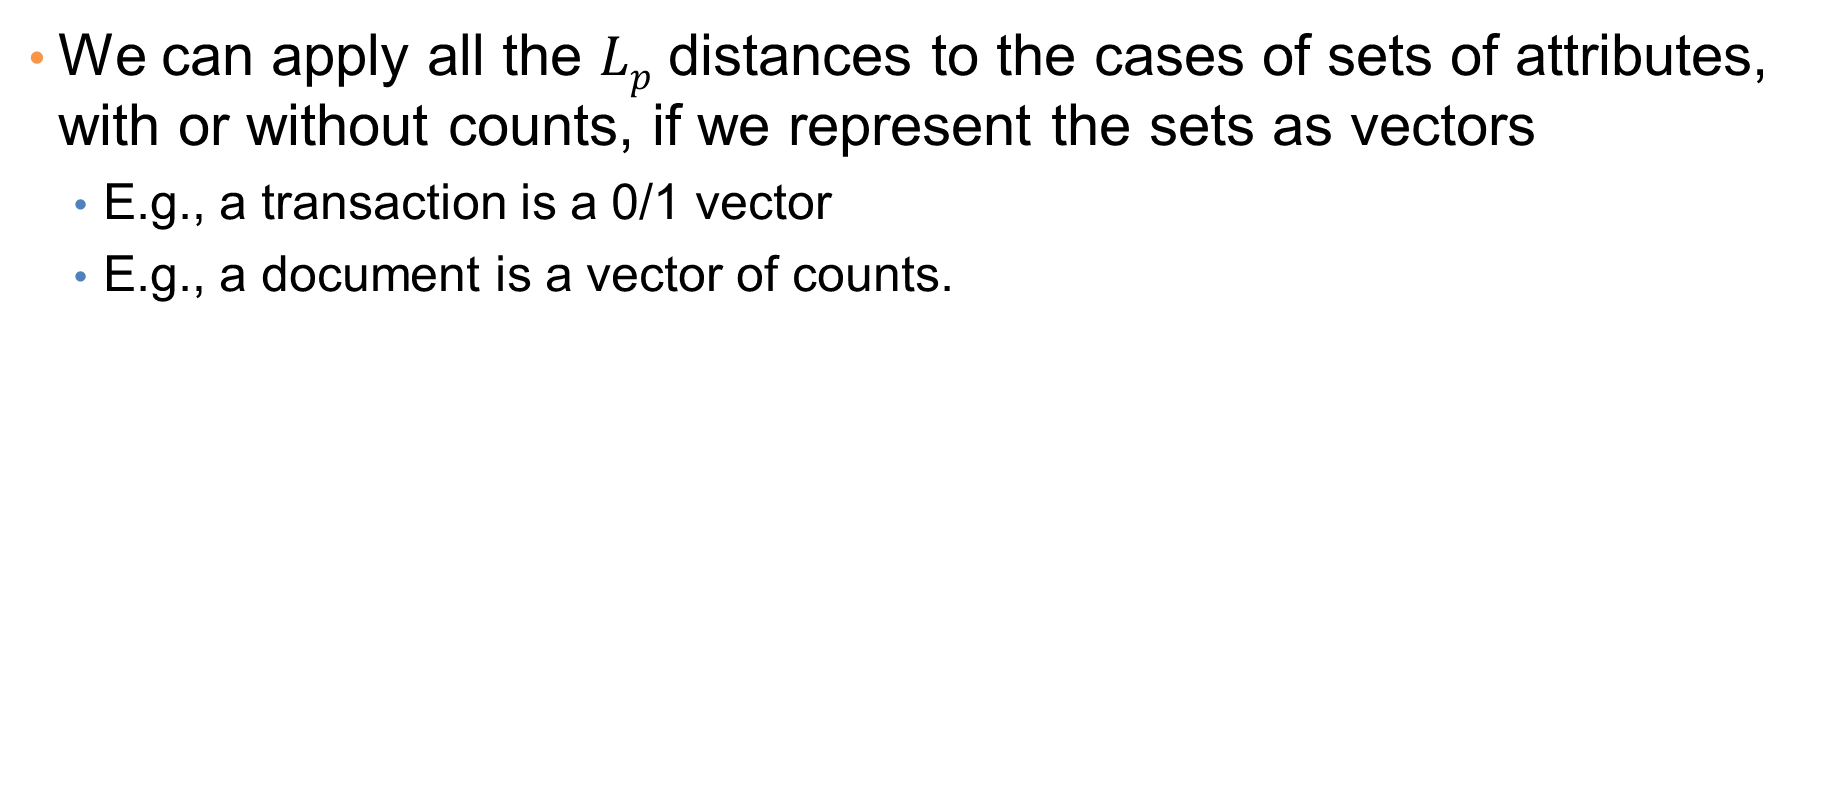 • We can apply all the Lₚ distances to the cases of sets of attributes,
with or without counts, if we represent the sets as vectors
• E.g., a transaction is a 0/1 vector
• E.g., a document is a vector of counts.